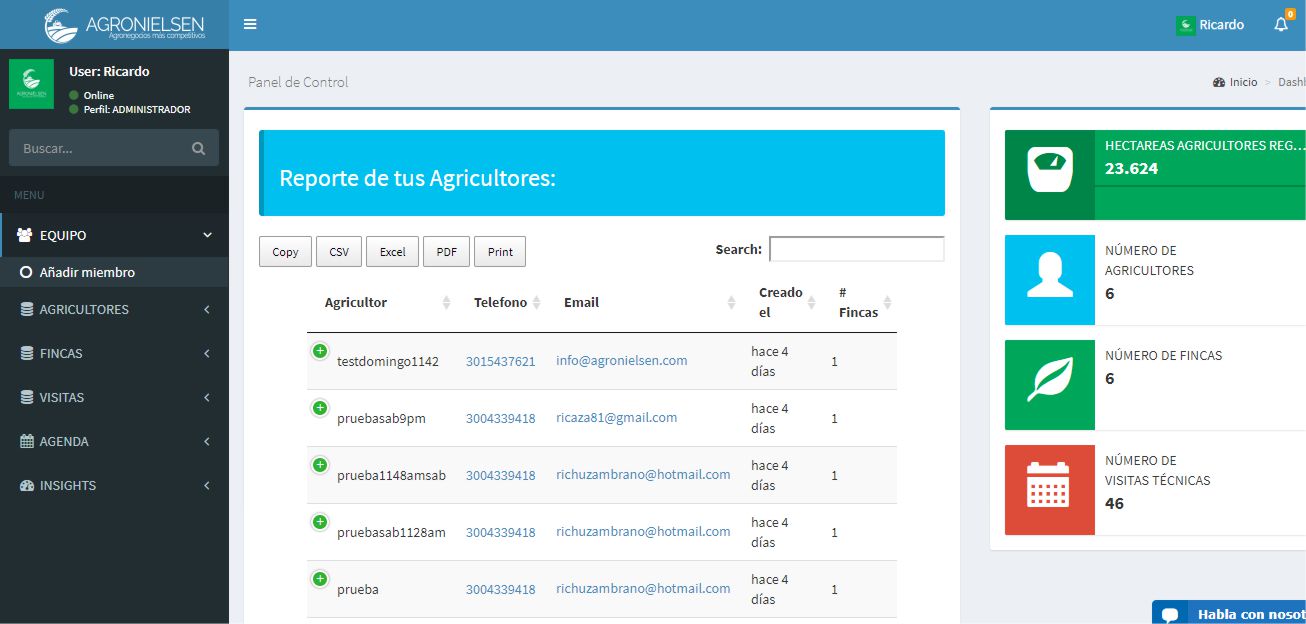 AGRONIELSEN
Agronegocios más competitivos
Ricardo
0
User: Ricardo
Online
Perfil: ADMINISTRADOR
Buscar...
MENU
EQUIPO
Añadir miembro
AGRICULTORES
FINCAS
VISITAS
AGENDA
INSIGHTS
Panel de Control
Inicio > Dashb
Reporte de tus Agricultores:
Copy CSV Excel PDF Print Search:
Agricultor Telefono Email Creado el # Fincas
testdomingo1142 3015437621 info@agronielsen.com hace 4 días 1
pruebasab9pm 3004339418 ricaza81@gmail.com hace 4 días 1
prueba1148amsab 3004339418 richuzambrano@hotmail.com hace 4 días 1
pruebasab1128am 3004339418 richuzambrano@hotmail.com hace 4 días 1
prueba 3004339418 richuzambrano@hotmail.com hace 4 días 1
HECTAREAS AGRICULTORES REG...
23.624
NÚMERO DE
AGRICULTORES
6
NÚMERO DE FINCAS
6
NÚMERO DE
VISITAS TÉCNICAS
46
Habla con nosot